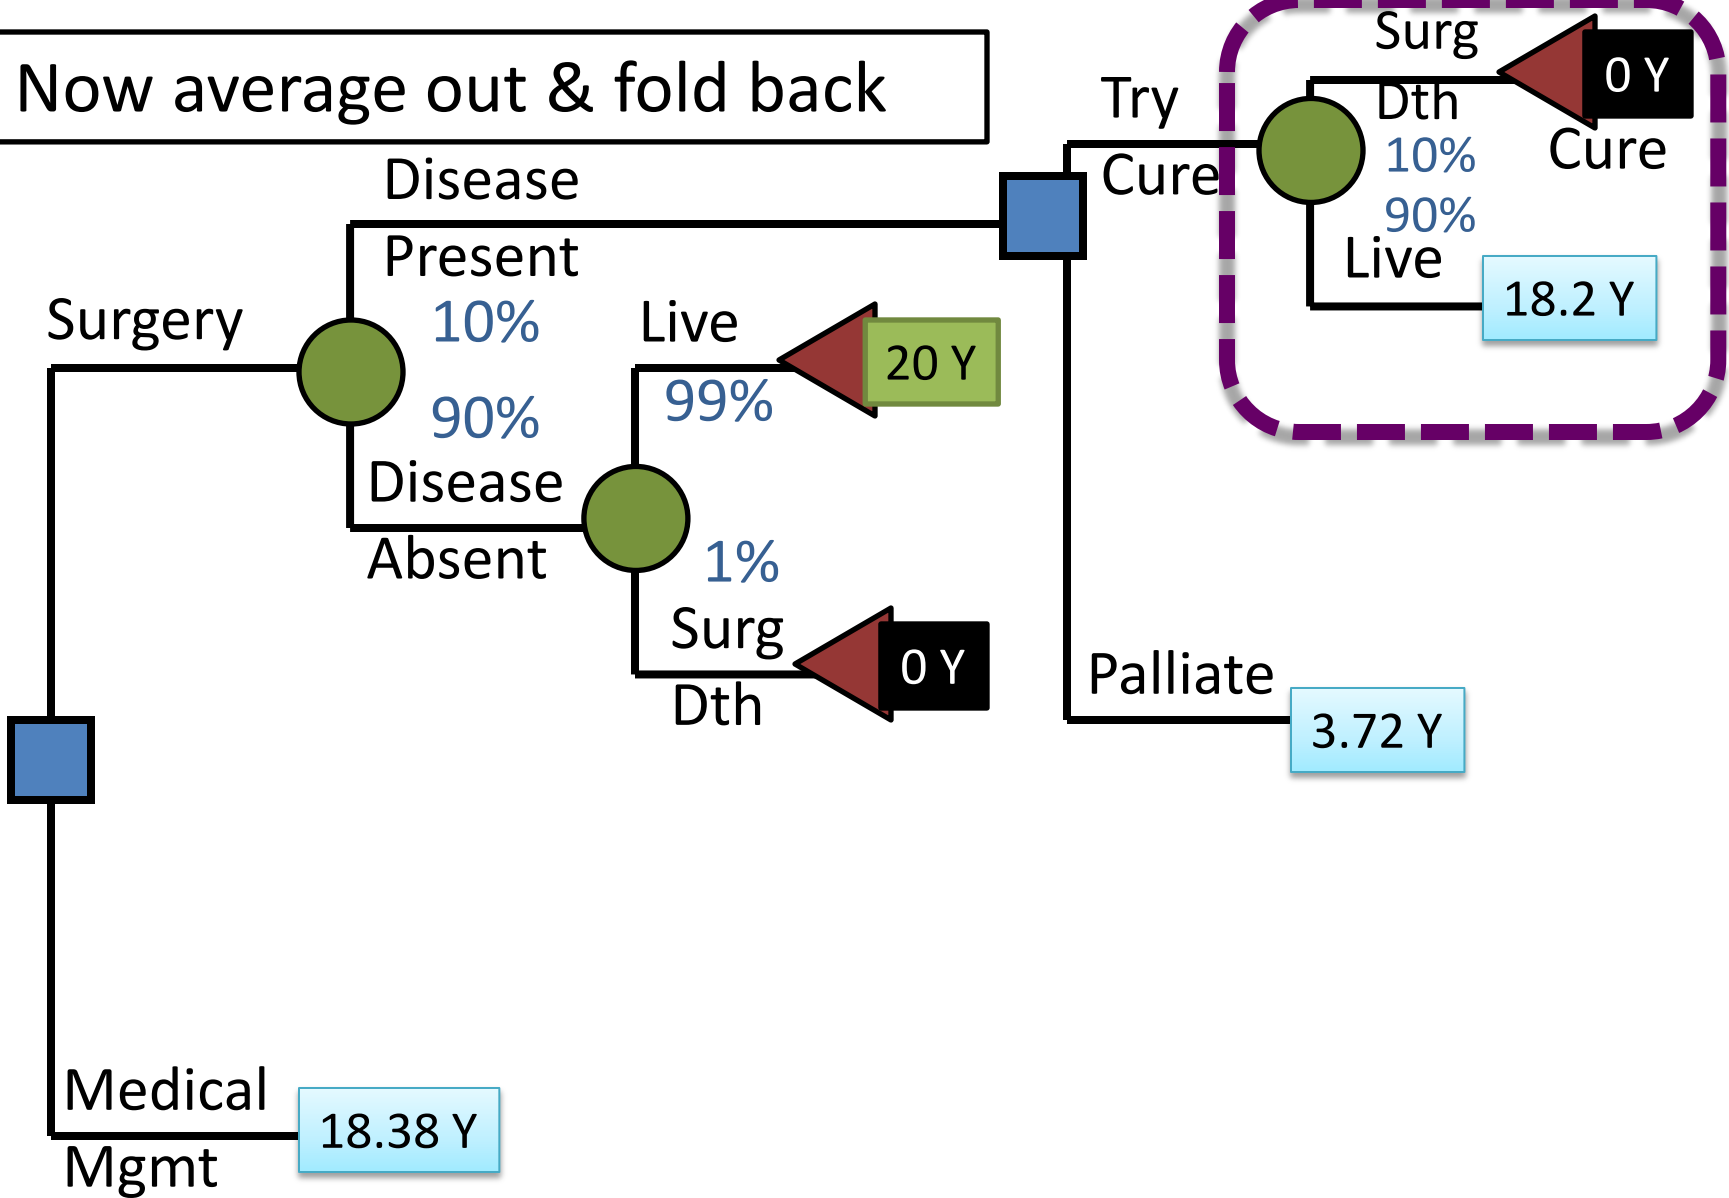 Now average out & fold back
Surg
Dth
0 Y
Cure
10%
90%
Live
18.2 Y
Try
Cure
Disease
Present
10%
90%
Surgery
Live
99%
20 Y
Disease
Absent
1%
Surg
Dth
0 Y
Palliate
3.72 Y
Medical
Mgmt
18.38 Y